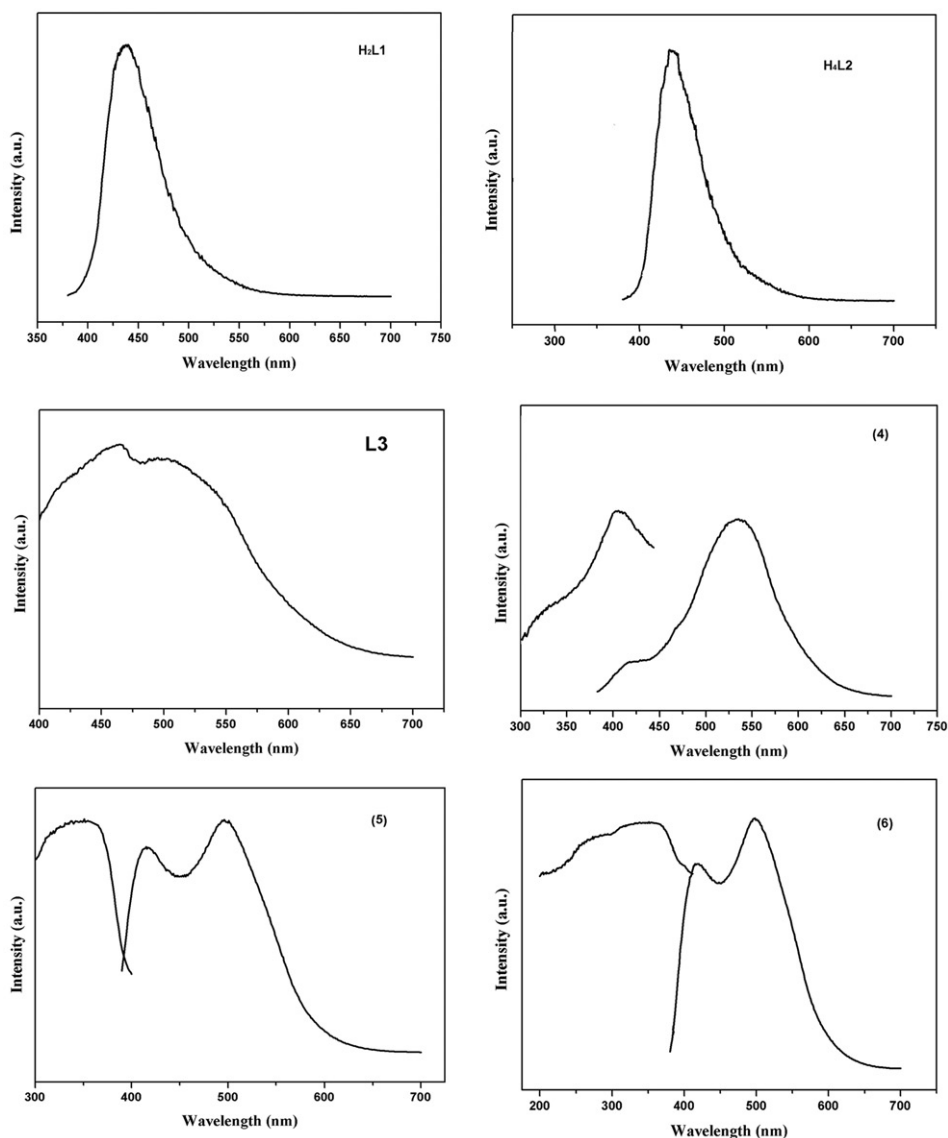 H₂L1
Intensity (a.u.)
350 400 450 500 550 600 650 700 750
Wavelength (nm)
H₄L2
Intensity (a.u.)
300 400 500 600 700
Wavelength (nm)
L3
Intensity (a.u.)
400 450 500 550 600 650 700
Wavelength (nm)
(4)
Intensity (a.u.)
300 350 400 450 500 550 600 650 700 750
Wavelength (nm)
(5)
Intensity (a.u.)
300 400 500 600 700
Wavelength (nm)
(6)
Intensity (a.u.)
200 300 400 500 600 700
Wavelength (nm)